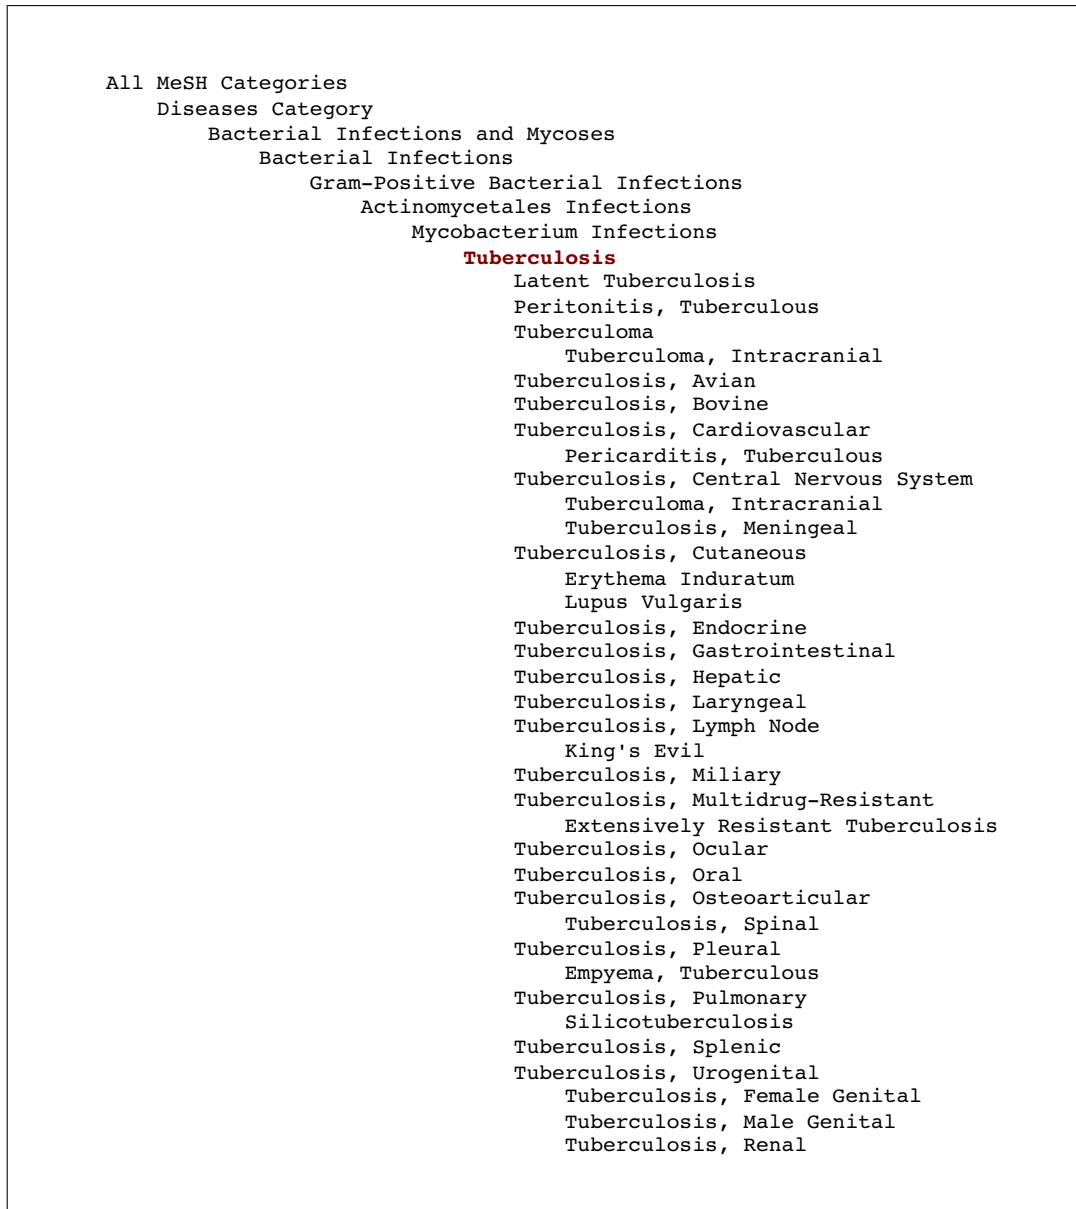 All MeSH Categories
Diseases Category
Bacterial Infections and Mycoses
Bacterial Infections
Gram-Positive Bacterial Infections
Actinomycetales Infections
Mycobacterium Infections
Tuberculosis
Latent Tuberculosis
Peritonitis, Tuberculous
Tuberculoma
Tuberculoma, Intracranial
Tuberculosis, Avian
Tuberculosis, Bovine
Tuberculosis, Cardiovascular
Pericarditis, Tuberculous
Tuberculosis, Central Nervous System
Tuberculoma, Intracranial
Tuberculosis, Meningeal
Tuberculosis, Cutaneous
Erythema Induratum
Lupus Vulgaris
Tuberculosis, Endocrine
Tuberculosis, Gastrointestinal
Tuberculosis, Hepatic
Tuberculosis, Laryngeal
Tuberculosis, Lymph Node
King's Evil
Tuberculosis, Miliary
Tuberculosis, Multidrug-Resistant
Extensively Resistant Tuberculosis
Tuberculosis, Ocular
Tuberculosis, Oral
Tuberculosis, Osteoarticular
Tuberculosis, Spinal
Tuberculosis, Pleural
Empyema, Tuberculous
Tuberculosis, Pulmonary
Silicotuberculosis
Tuberculosis, Splenic
Tuberculosis, Urogenital
Tuberculosis, Female Genital
Tuberculosis, Male Genital
Tuberculosis, Renal